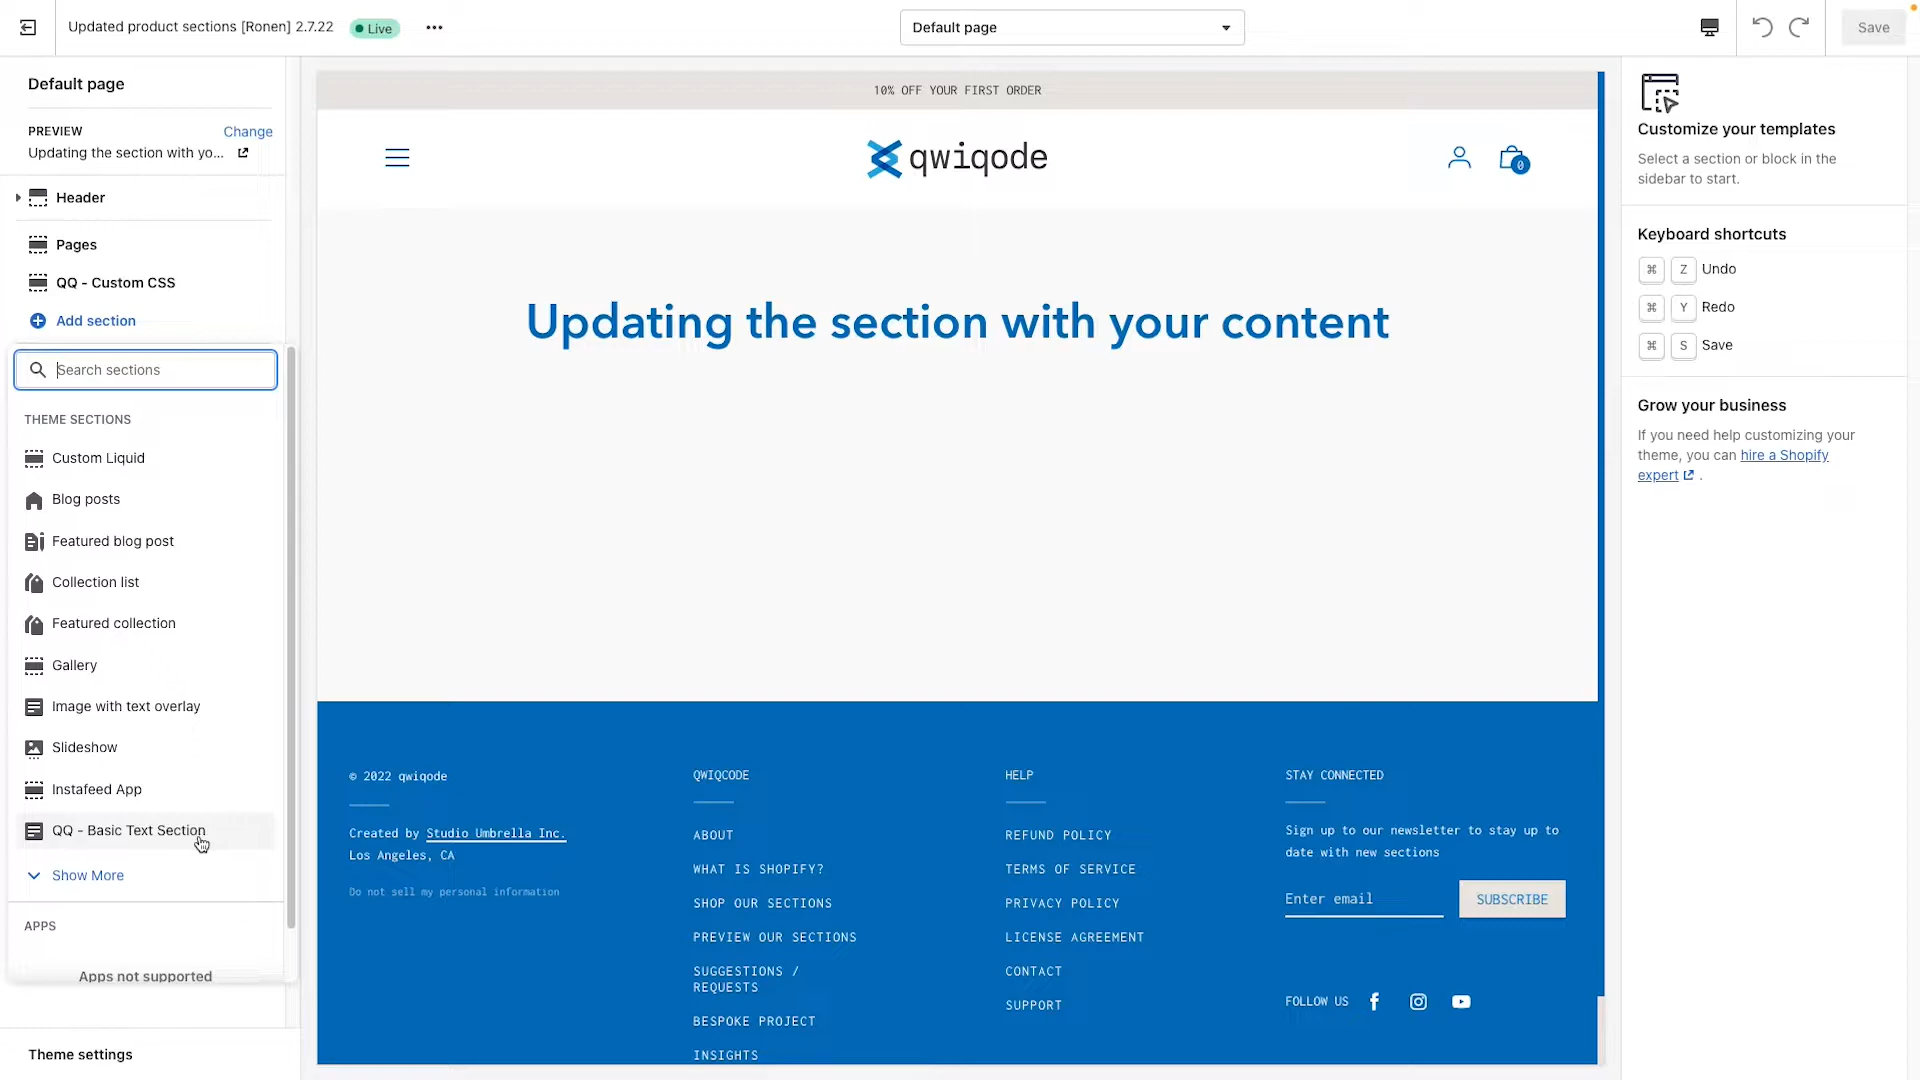 Updated product sections [Ronen] 2.7.22
Live
Default page
Save
Default page
PREVIEW
Change
Updating the section with yo...
Header
Pages
QQ - Custom CSS
Add section
Search sections
THEME SECTIONS
Custom Liquid
Blog posts
Featured blog post
Collection list
Featured collection
Gallery
Image with text overlay
Slideshow
Instafeed App
QQ - Basic Text Section
Show More
APPS
Apps not supported
Theme settings
10% OFF YOUR FIRST ORDER
qwiqode
0
Updating the section with your content
© 2022 qwiqode
Created by Studio Umbrella Inc.
Los Angeles, CA
Do not sell my personal information
QWIQCODE
ABOUT
WHAT IS SHOPIFY?
SHOP OUR SECTIONS
PREVIEW OUR SECTIONS
SUGGESTIONS /
REQUESTS
BESPOKE PROJECT
INSIGHTS
HELP
REFUND POLICY
TERMS OF SERVICE
PRIVACY POLICY
LICENSE AGREEMENT
CONTACT
SUPPORT
STAY CONNECTED
Sign up to our newsletter to stay up to
date with new sections
Enter email
SUBSCRIBE
FOLLOW US
Customize your templates
Select a section or block in the
sidebar to start.
Keyboard shortcuts
⌘ Z Undo
⌘ Y Redo
⌘ S Save
Grow your business
If you need help customizing your
theme, you can hire a Shopify
expert .